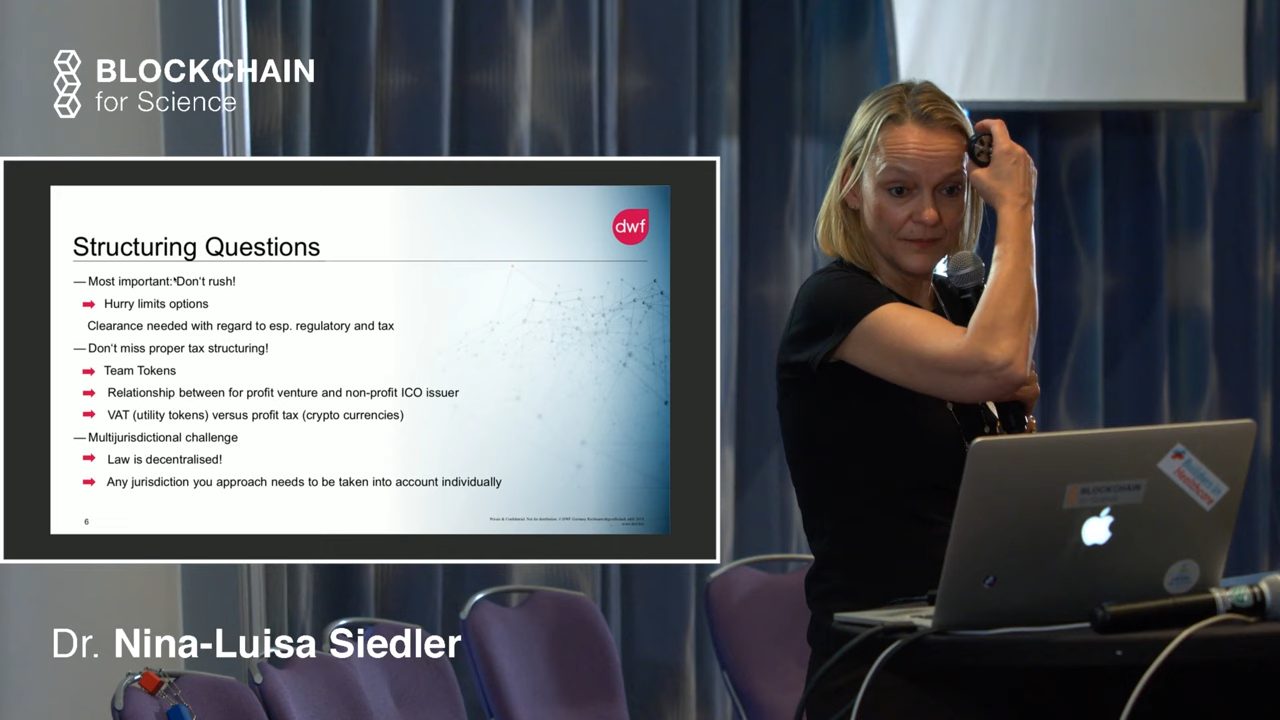 BLOCKCHAIN
for Science
dwf
Structuring Questions
— Most important: Don't rush!
Hurry limits options
Clearance needed with regard to esp. regulatory and tax
— Don't miss proper tax structuring!
Team Tokens
Relationship between for profit venture and non-profit ICO issuer
VAT (utility tokens) versus profit tax (crypto currencies)
— Multijurisdictional challenge
Law is decentralised!
Any jurisdiction you approach needs to be taken into account individually
6
BLOCKCHAIN
Dr. Nina-Luisa Siedler